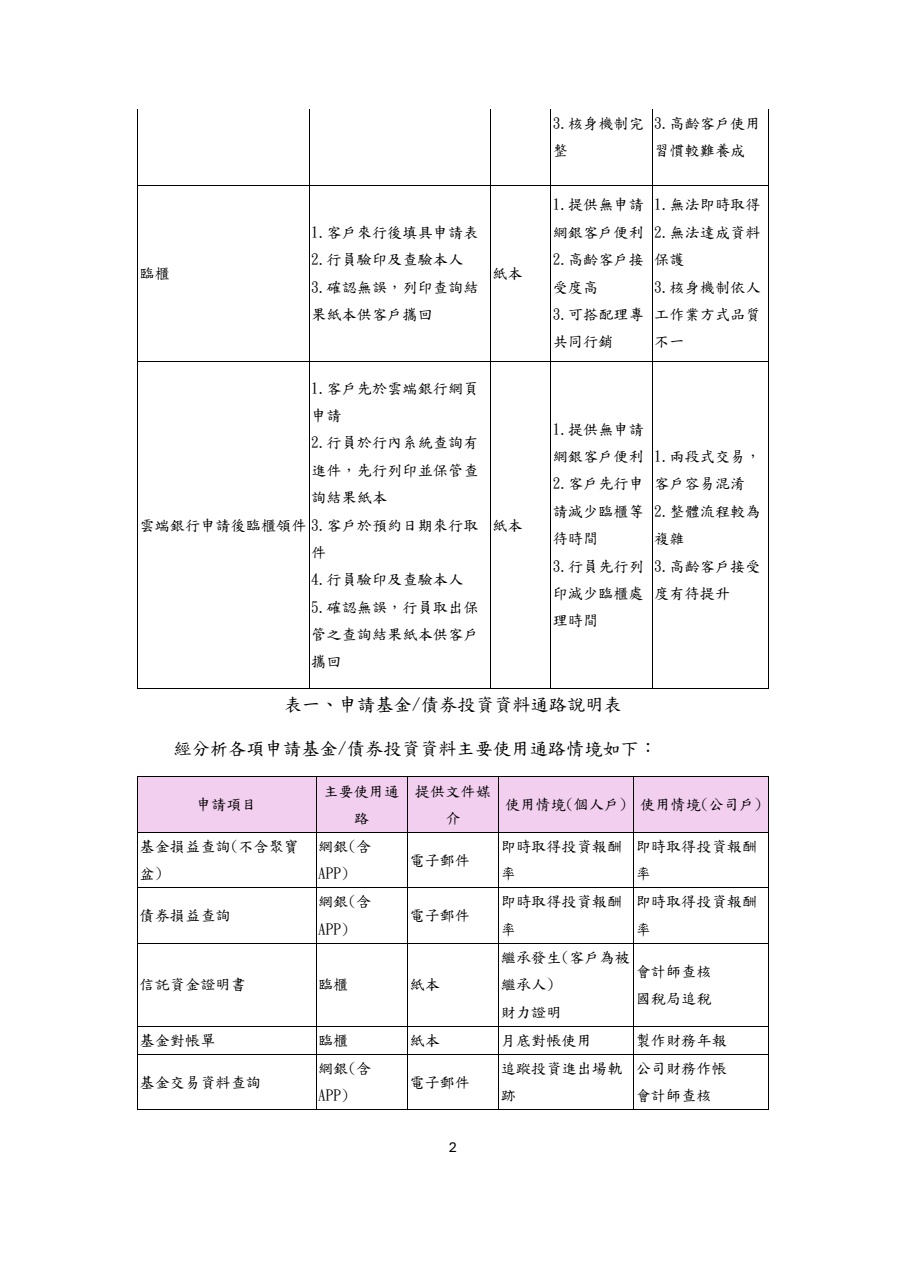 3.核身機制完
整
3.高齡客戶使用
習慣較難養成
臨櫃
1.客戶來行後填具申請表
2.行員驗印及查驗本人
3.確認無誤，列印查詢結
果紙本供客戶攜回
紙本
1.提供無申請
網銀客戶便利
2.高齡客戶接
受度高
3.可搭配理專
共同行銷
1.無法即時取得
2.無法達成資料
保護
3.核身機制依人
工作業方式品質
不一
雲端銀行申請後臨櫃領件
1.客戶先於雲端銀行網頁
申請
2.行員於行內系統查詢有
進件，先行列印並保管查
詢結果紙本
3.客戶於預約日期來行取
件
4.行員驗印及查驗本人
5.確認無誤，行員取出保
管之查詢結果紙本供客戶
攜回
紙本
1.提供無申請
網銀客戶便利
2.客戶先行申
請減少臨櫃等
待時間
3.行員先行列
印減少臨櫃處
理時間
1.兩段式交易，
客戶容易混淆
2.整體流程較為
複雜
3.高齡客戶接受
度有待提升
表一、申請基金/債券投資資料通路說明表
經分析各項申請基金/債券投資資料主要使用通路情境如下：
申請項目
主要使用通
路
提供文件媒
介
使用情境(個人戶)
使用情境(公司戶)
基金損益查詢(不含聚寶
盆)
網銀(含
APP)
電子郵件
即時取得投資報酬
率
即時取得投資報酬
率
債券損益查詢
網銀(含
APP)
電子郵件
即時取得投資報酬
率
即時取得投資報酬
率
信託資金證明書
臨櫃
紙本
繼承發生(客戶為被
繼承人)
財力證明
會計師查核
國稅局追稅
基金對帳單
臨櫃
紙本
月底對帳使用
製作財務年報
基金交易資料查詢
網銀(含
APP)
電子郵件
追蹤投資進出場軌
跡
公司財務作帳
會計師查核
2